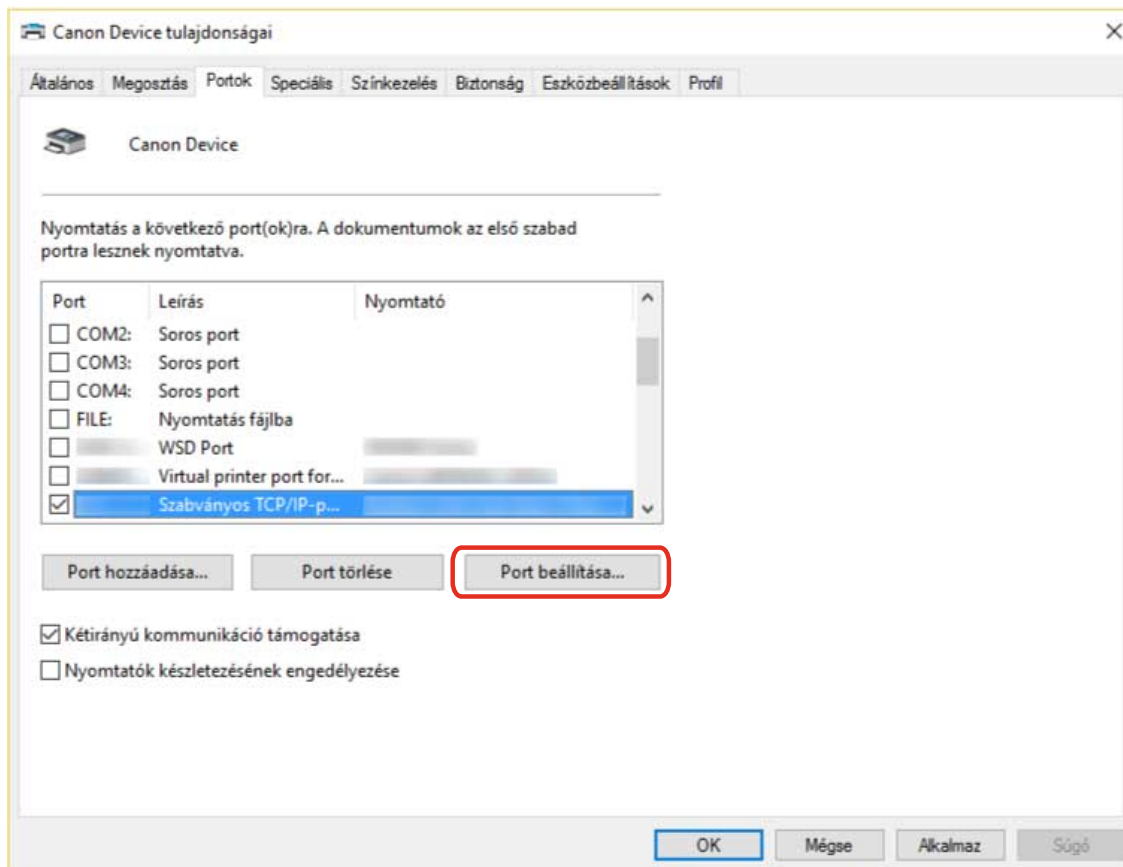 Canon Device tulajdonságai
Általános Megosztás Portok Speciális Színkezelés Biztonság Eszközbeállítások Profil
Canon Device
Nyomtatás a következő port(ok)ra. A dokumentumok az első szabad
portra lesznek nyomtatva.
Port Leírás Nyomtató
COM2: Soros port
COM3: Soros port
COM4: Soros port
FILE: Nyomtatás fájlba
WSD Port
Virtual printer port for...
Szabványos TCP/IP-p...
Port hozzáadása... Port törlése Port beállítása...
Kétirányú kommunikáció támogatása
Nyomtatók készletezésének engedélyezése
OK Mégse Alkalmaz Súgó